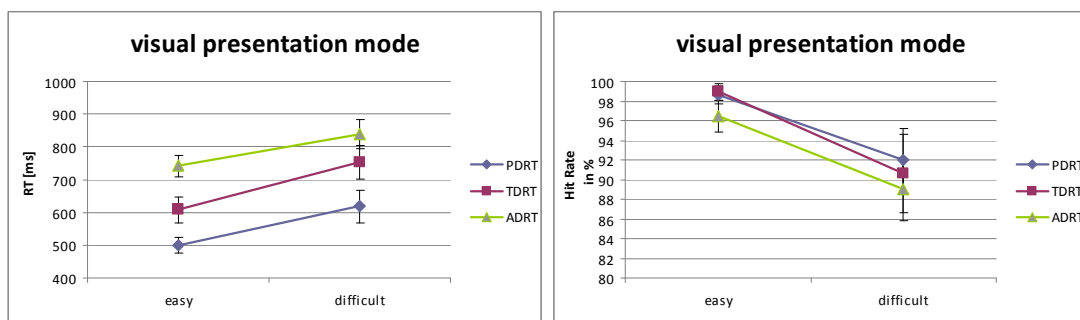 visual presentation mode
RT [ms]
1000
900
800
700
600
500
400
easy
difficult
PDRT
TDRT
ADRT
visual presentation mode
Hit Rate
in %
100
98
96
94
92
90
88
86
84
82
80
easy
difficult
PDRT
TDRT
ADRT